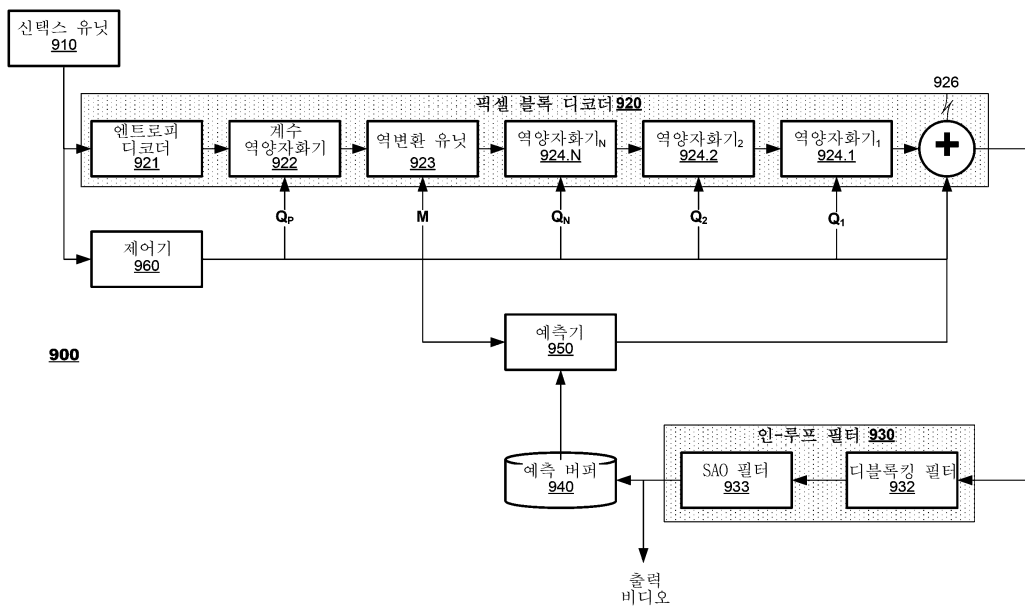 신택스 유닛
910
926
픽셀 블록 디코더 920
엔트로피
디코더
921
계수
역양자화기
922
역변환 유닛
923
역양자화기N
924.N
역양자화기2
924.2
역양자화기1
924.1
+
QP
M
QN
Q2
Q1
제어기
960
예측기
950
900
인-루프 필터 930
예측 버퍼
940
SAO 필터
933
디블록킹 필터
932
출력
비디오